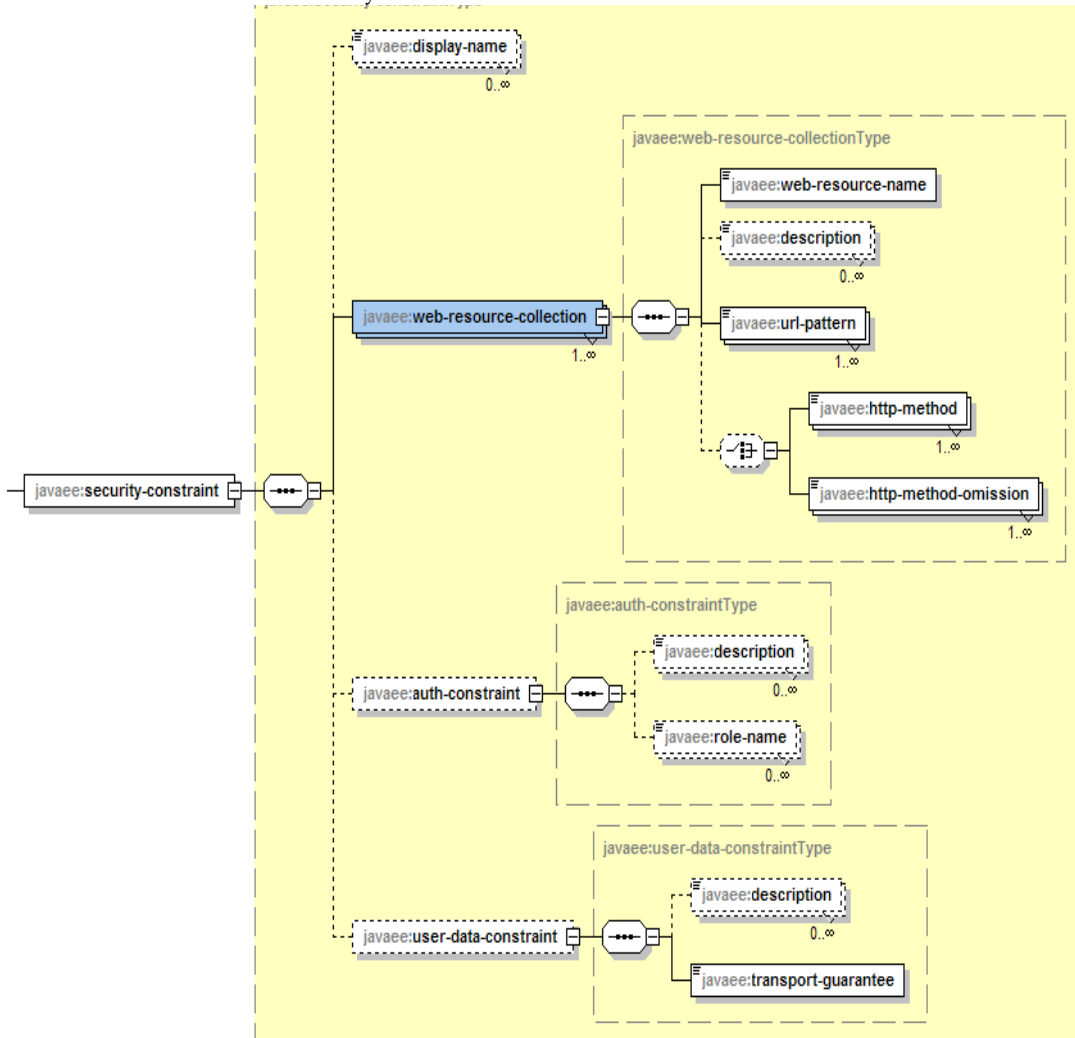 javaee:display-name
0..∞
javaee:web-resource-collectionType
javaee:web-resource-name
javaee:description
0..∞
javaee:web-resource-collection
1..∞
javaee:url-pattern
1..∞
javaee:http-method
1..∞
javaee:http-method-omission
1..∞
javaee:security-constraint
javaee:auth-constraintType
javaee:description
0..∞
javaee:auth-constraint
javaee:role-name
0..∞
javaee:user-data-constraintType
javaee:description
0..∞
javaee:user-data-constraint
javaee:transport-guarantee